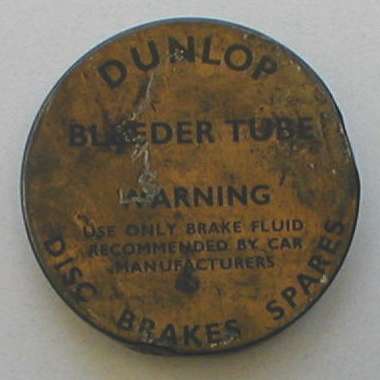 DUNLOP
BLEEDER TUBE
WARNING
USE ONLY BRAKE FLUID
RECOMMENDED BY CAR
MANUFACTURERS
DISC BRAKES SPARES